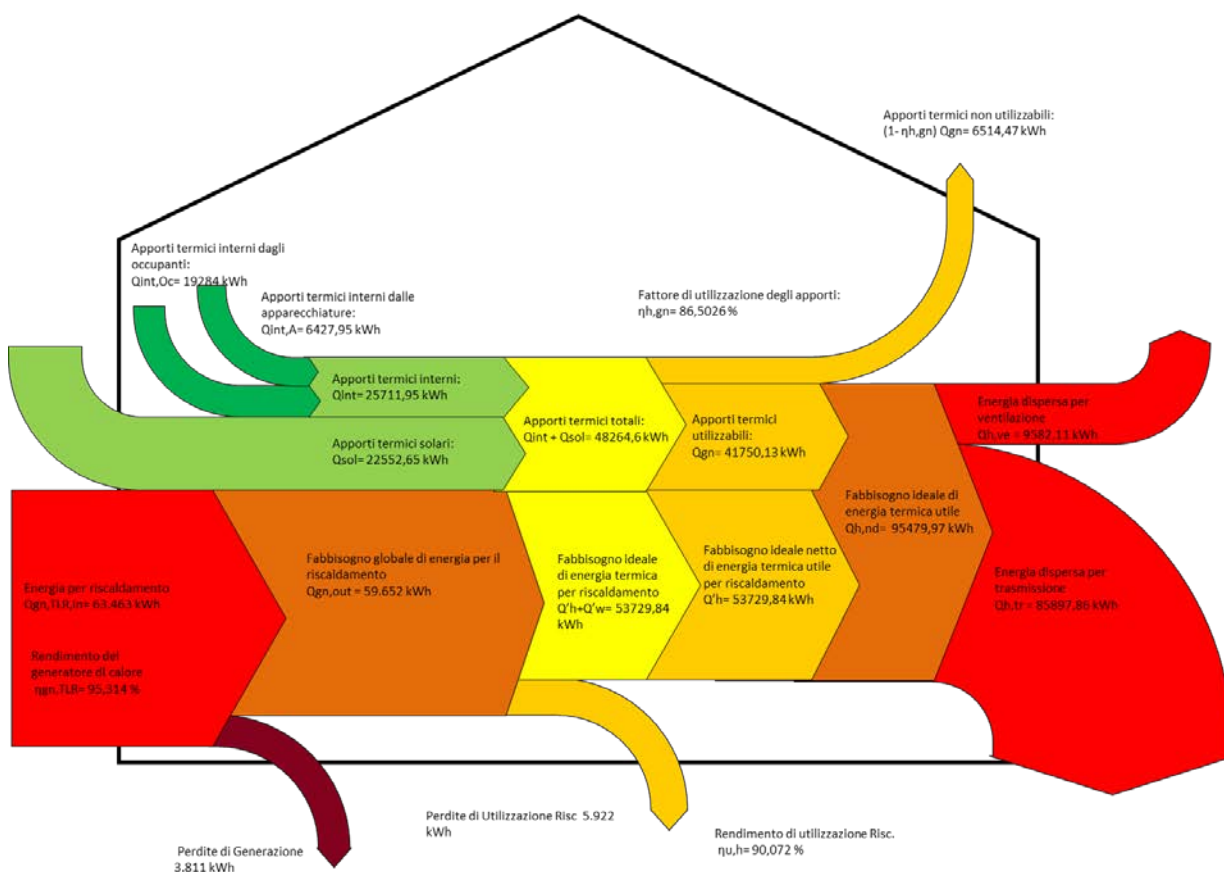 Apporti termici non utilizzabili:
(1- ηh,gn) Qgn= 6514,47 kWh
Apporti termici interni dagli
occupanti:
Qint,Oc= 19284 kWh
Apporti termici interni dalle
apparecchiature:
Qint,A= 6427,95 kWh
Fattore di utilizzazione degli apporti:
ηh,gn= 86,5026 %
Apporti termici interni:
Qint= 25711,95 kWh
Apporti termici solari:
Qsol= 22552,65 kWh
Apporti termici totali:
Qint + Qsol= 48264,6 kWh
Apporti termici
utilizzabili:
Qgn= 41750,13 kWh
Energia dispersa per
ventilazione
Qh,ve = 9582,11 kWh
Fabbisogno ideale di
energia termica utile
Qh,nd= 95479,97 kWh
Energia per riscaldamento
Qgn,TLR,in= 63.463 kWh
Rendimento del
generatore di calore
ηgn,TLR= 95,314 %
Fabbisogno globale di energia per il
riscaldamento
Qgn,out = 59.652 kWh
Fabbisogno ideale
di energia termica
per riscaldamento
Q'h+Q'w= 53729,84
kWh
Fabbisogno ideale netto
di energia termica utile
per riscaldamento
Q'h= 53729,84 kWh
Energia dispersa per
trasmissione
Qh,tr = 85897,86 kWh
Perdite di Generazione
3.811 kWh
Perdite di Utilizzazione Risc 5.922
kWh
Rendimento di utilizzazione Risc.
ηu,h= 90,072 %